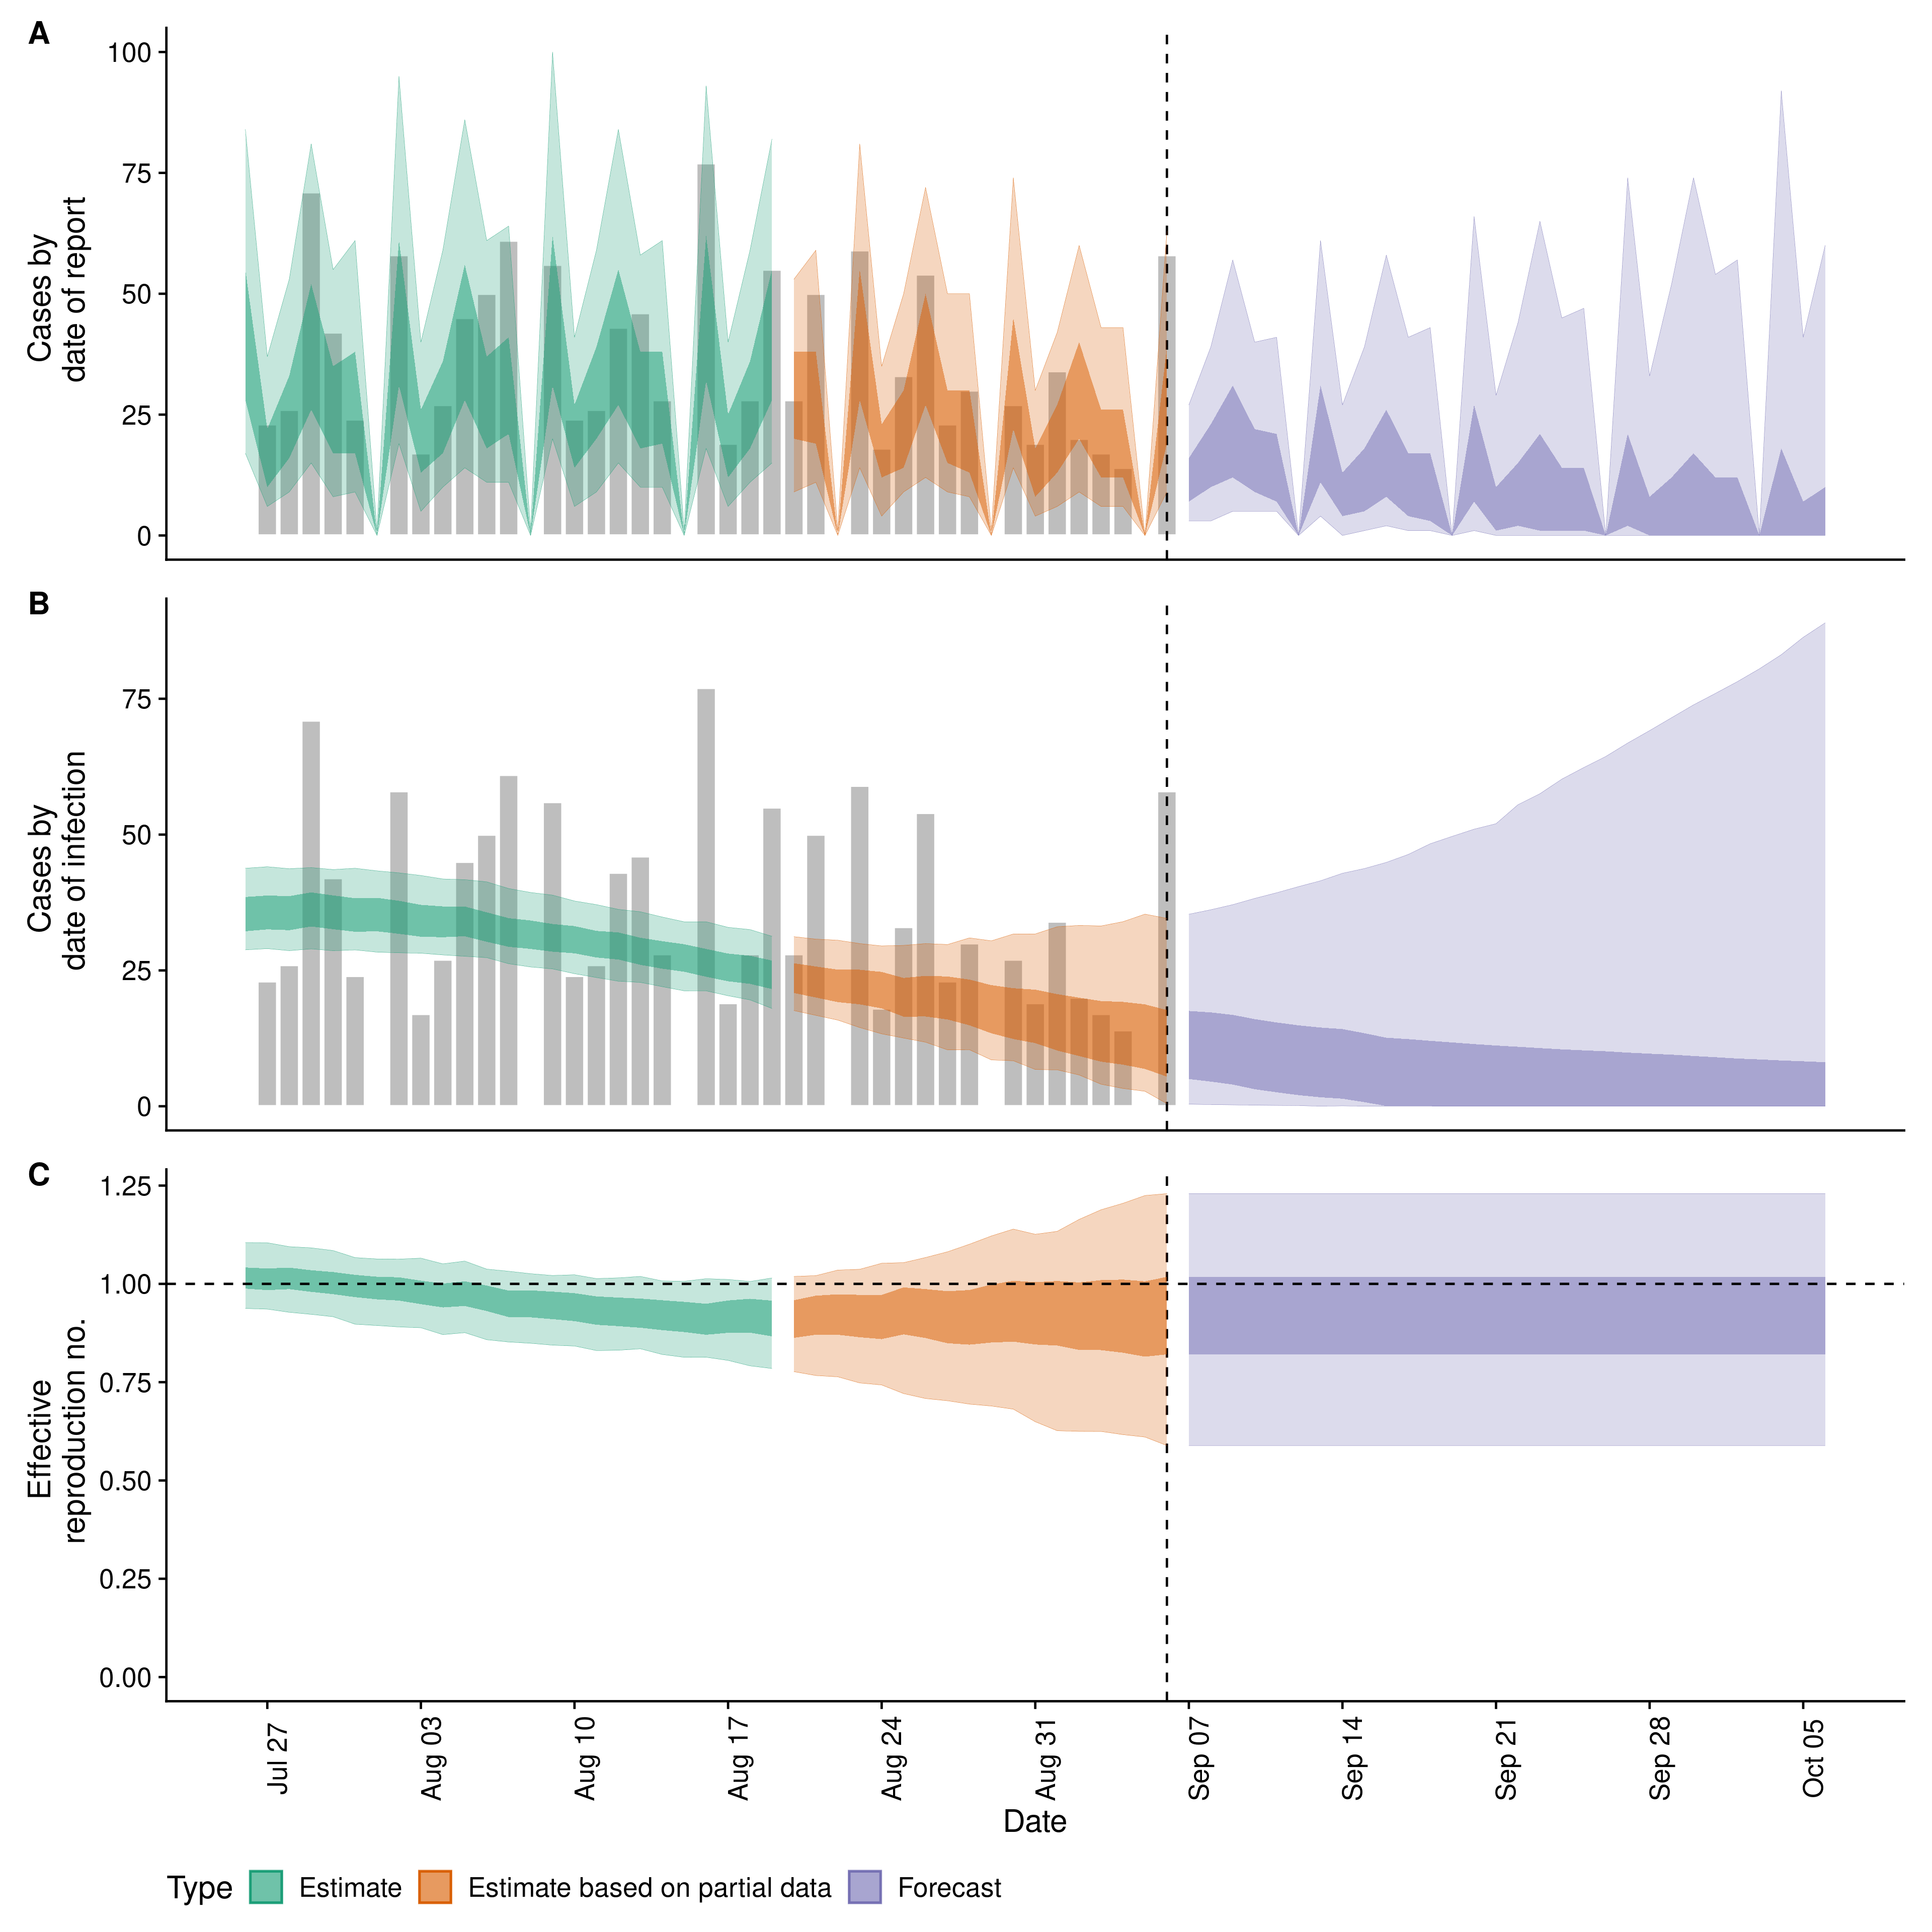 A
100
75
50
25
0
Cases by
date of report
B
75
50
25
0
Cases by
date of infection
C
1.25
1.00
0.75
0.50
0.25
0.00
Effective
reproduction no.
Jul 27
Aug 03
Aug 10
Aug 17
Aug 24
Aug 31
Sep 07
Sep 14
Sep 21
Sep 28
Oct 05
Date
Type Estimate Estimate based on partial data Forecast